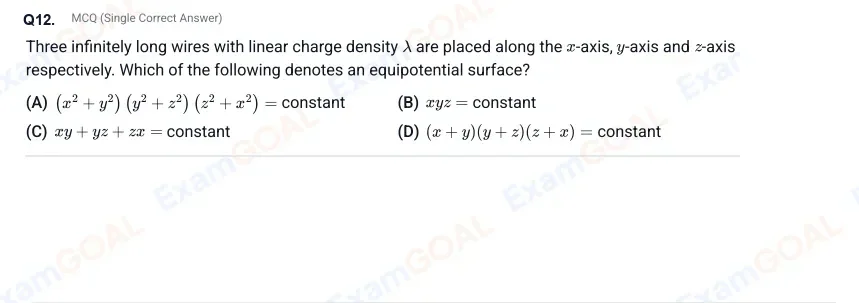 Q12. MCQ (Single Correct Answer)
Three infinitely long wires with linear charge density λ are placed along the x-axis, y-axis and z-axis
respectively. Which of the following denotes an equipotential surface?
(A) (x² + y²) (y² + z²) (z² + x²) = constant (B) xyz = constant
(C) xy + yz + zx = constant (D) (x + y)(y + z)(z + x) = constant
ExamGOAL